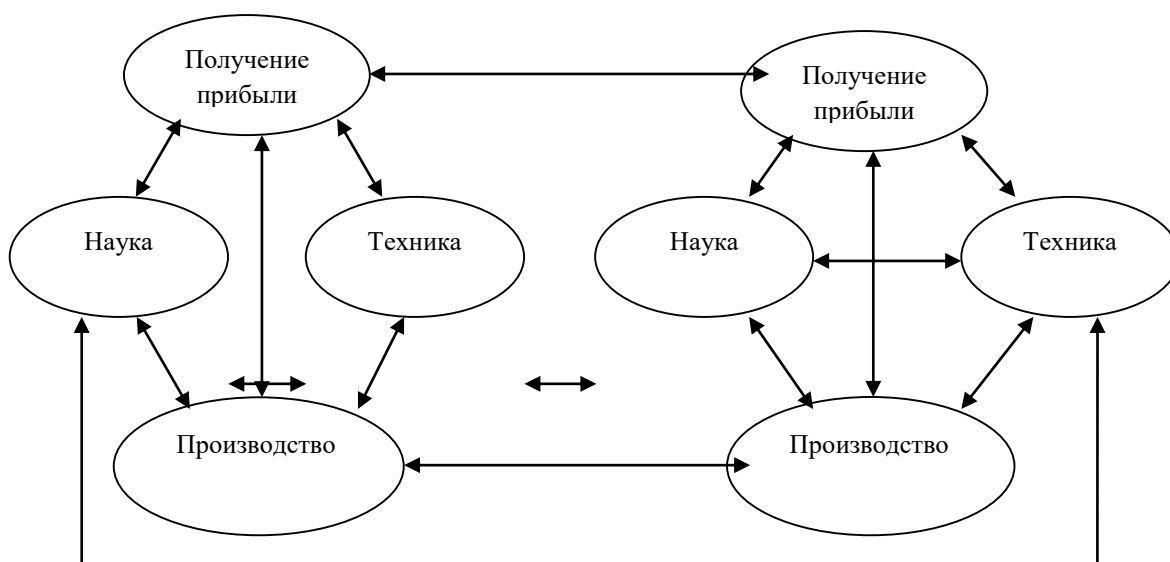 Получение
прибыли
Получение
прибыли
Наука
Техника
Наука
Техника
Производство
Производство